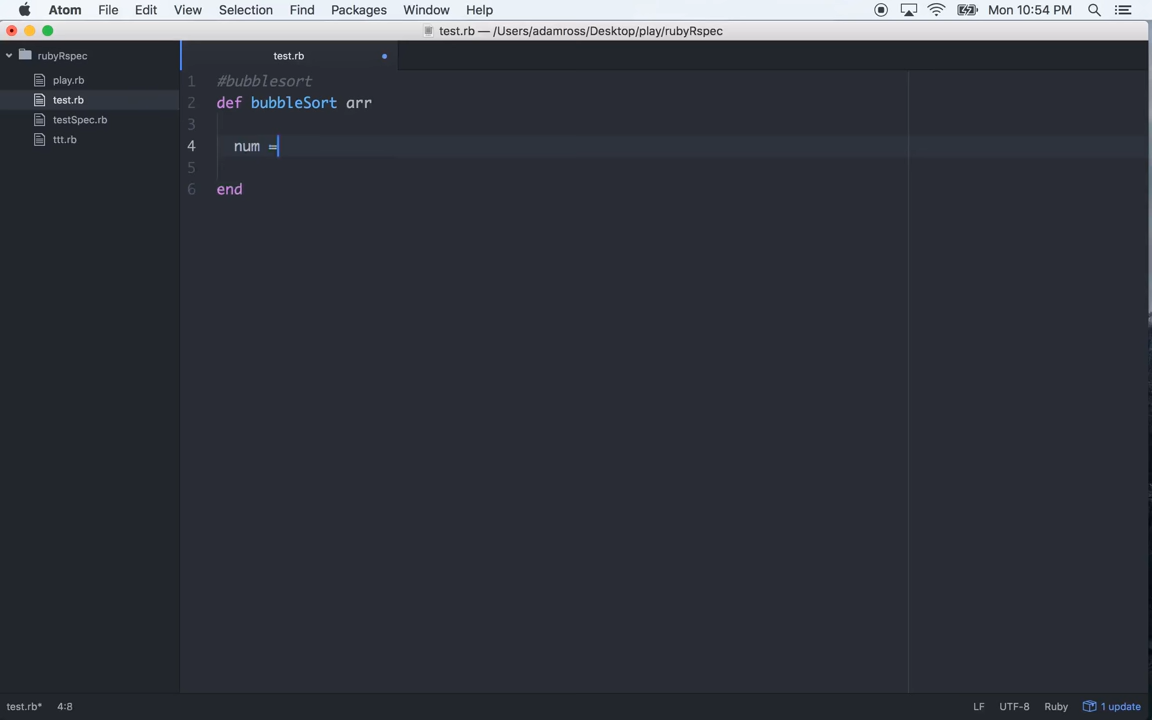 Atom File Edit View Selection Find Packages Window Help Mon 10:54 PM
test.rb — /Users/adamross/Desktop/play/rubyRspec
rubyRspec
play.rb
test.rb
testSpec.rb
ttt.rb
test.rb
1 #bubblesort
2 def bubbleSort arr
3
4 num =
5
6 end
test.rb* 4:8 LF UTF-8 Ruby 1 update